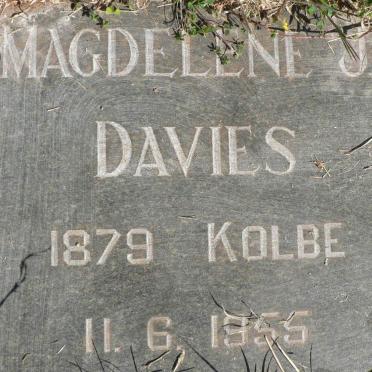 MAGDELENE J
DAVIES
1879 KOLBE
11. 6. 1955